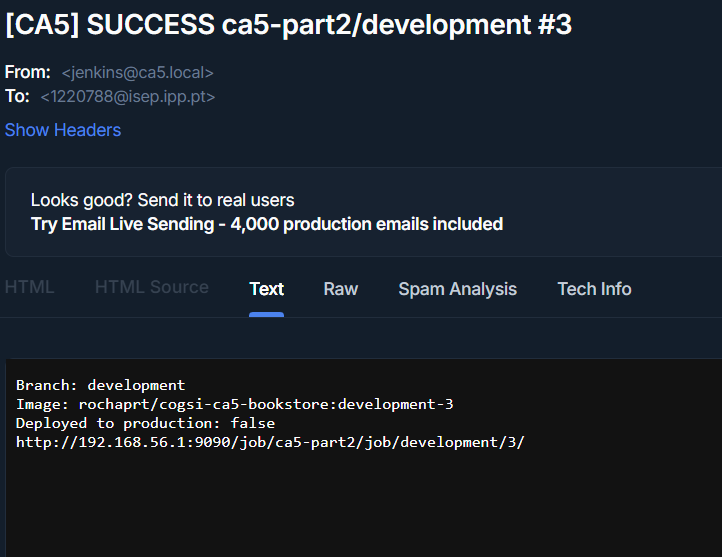 [CA5] SUCCESS ca5-part2/development #3
From: <jenkins@ca5.local>
To: <1220788@isep.ipp.pt>
Show Headers
Looks good? Send it to real users
Try Email Live Sending - 4,000 production emails included
HTML HTML Source Text Raw Spam Analysis Tech Info
Branch: development
Image: rochaprt/cogsi-ca5-bookstore:development-3
Deployed to production: false
http://192.168.56.1:9090/job/ca5-part2/job/development/3/